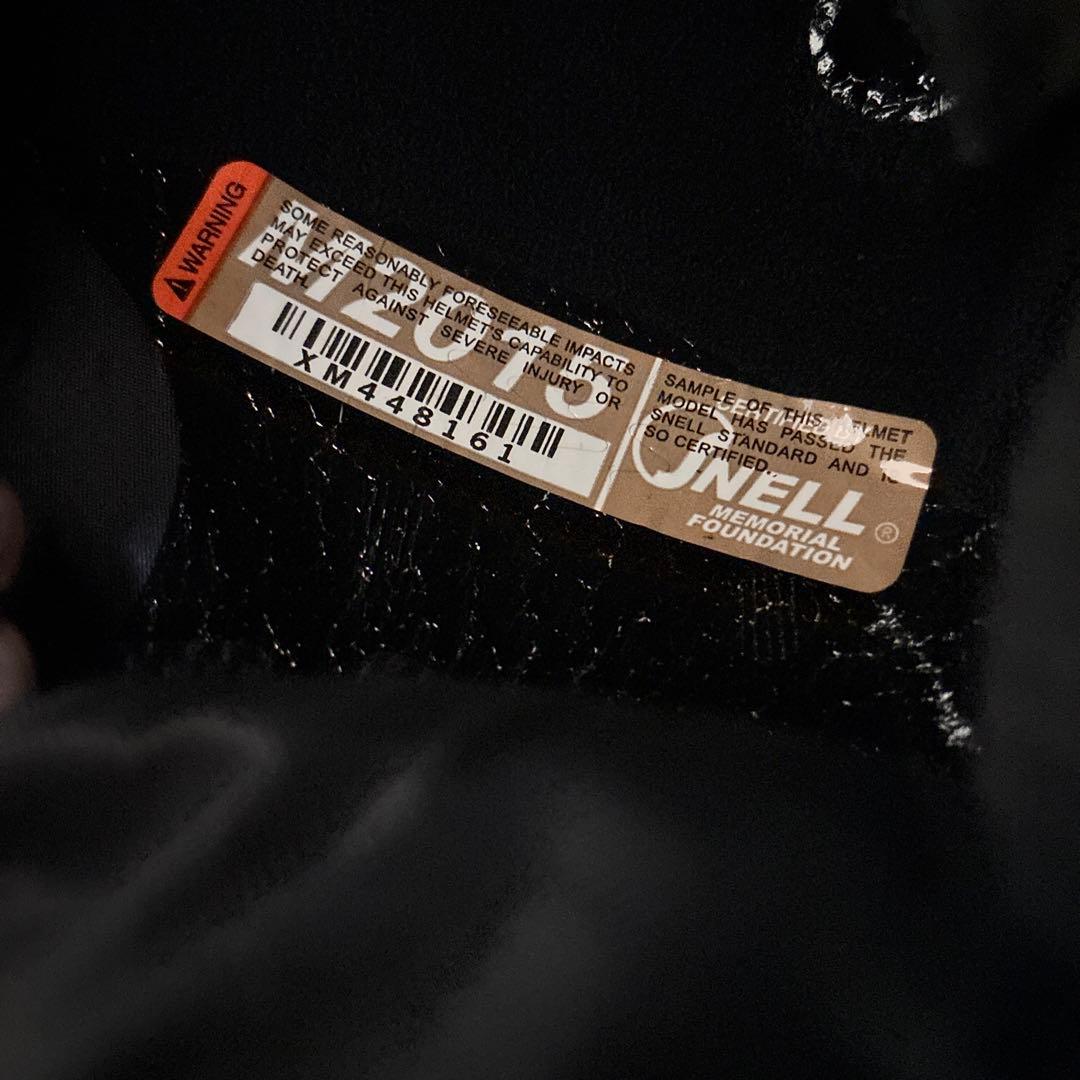 WARNING
M2015
SOME REASONABLY FORESEEABLE IMPACTS
MAY EXCEED THIS HELMET'S CAPABILITY TO
PROTECT AGAINST SEVERE INJURY OR
DEATH.
XM448161
SAMPLE OF THIS HELMET
MODEL HAS PASSED THE
SNELL STANDARD AND IS
SO CERTIFIED.
CERTIFIED
SNELL ®
MEMORIAL
FOUNDATION